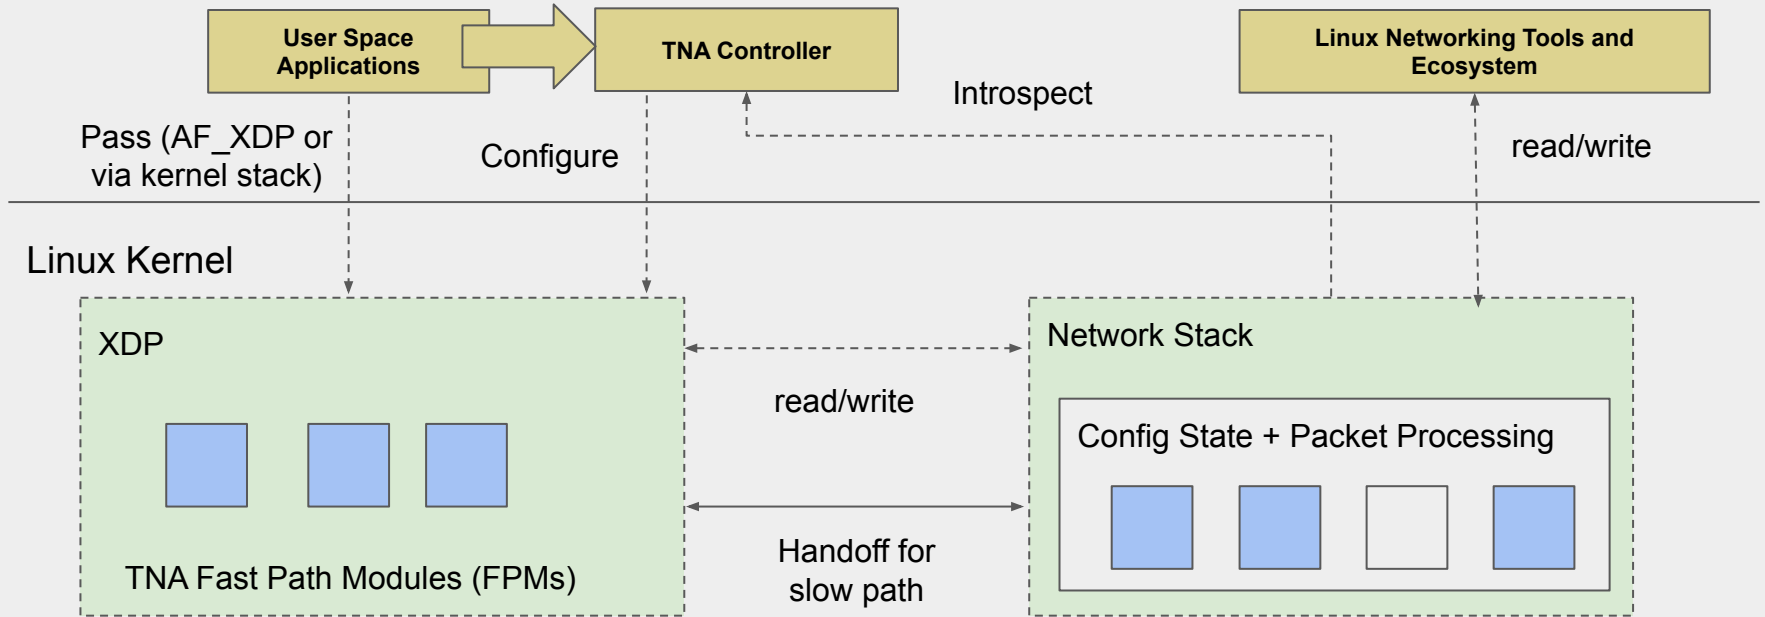 User Space
Applications
TNA Controller
Linux Networking Tools and
Ecosystem
Introspect
Pass (AF_XDP or
via kernel stack)
Configure
read/write
Linux Kernel
XDP
Network Stack
read/write
Config State + Packet Processing
Handoff for
slow path
TNA Fast Path Modules (FPMs)